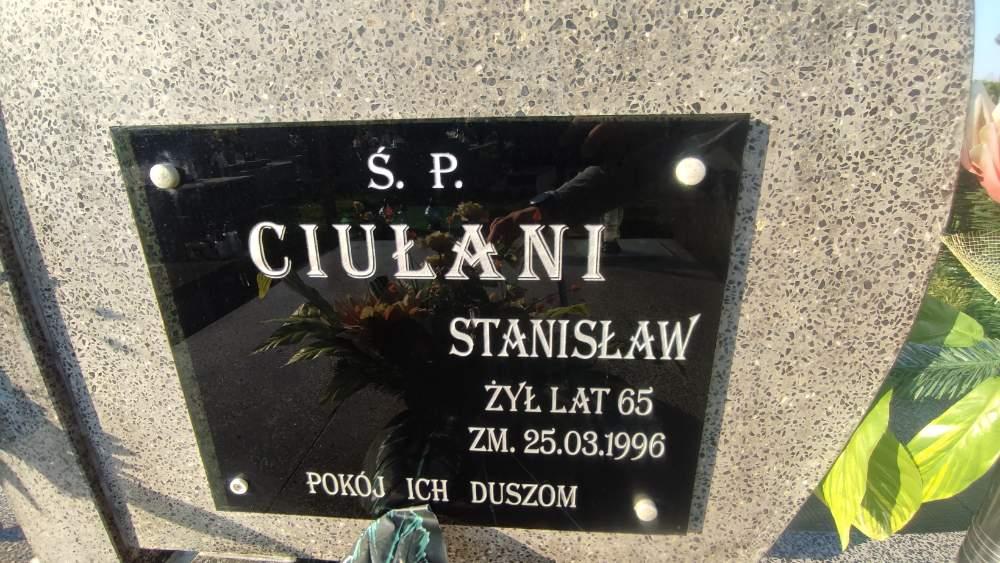 Ś. P.
CIUŁANI
STANISŁAW
ŻYŁ LAT 65
ZM. 25.03.1996
POKÓJ ICH DUSZOM